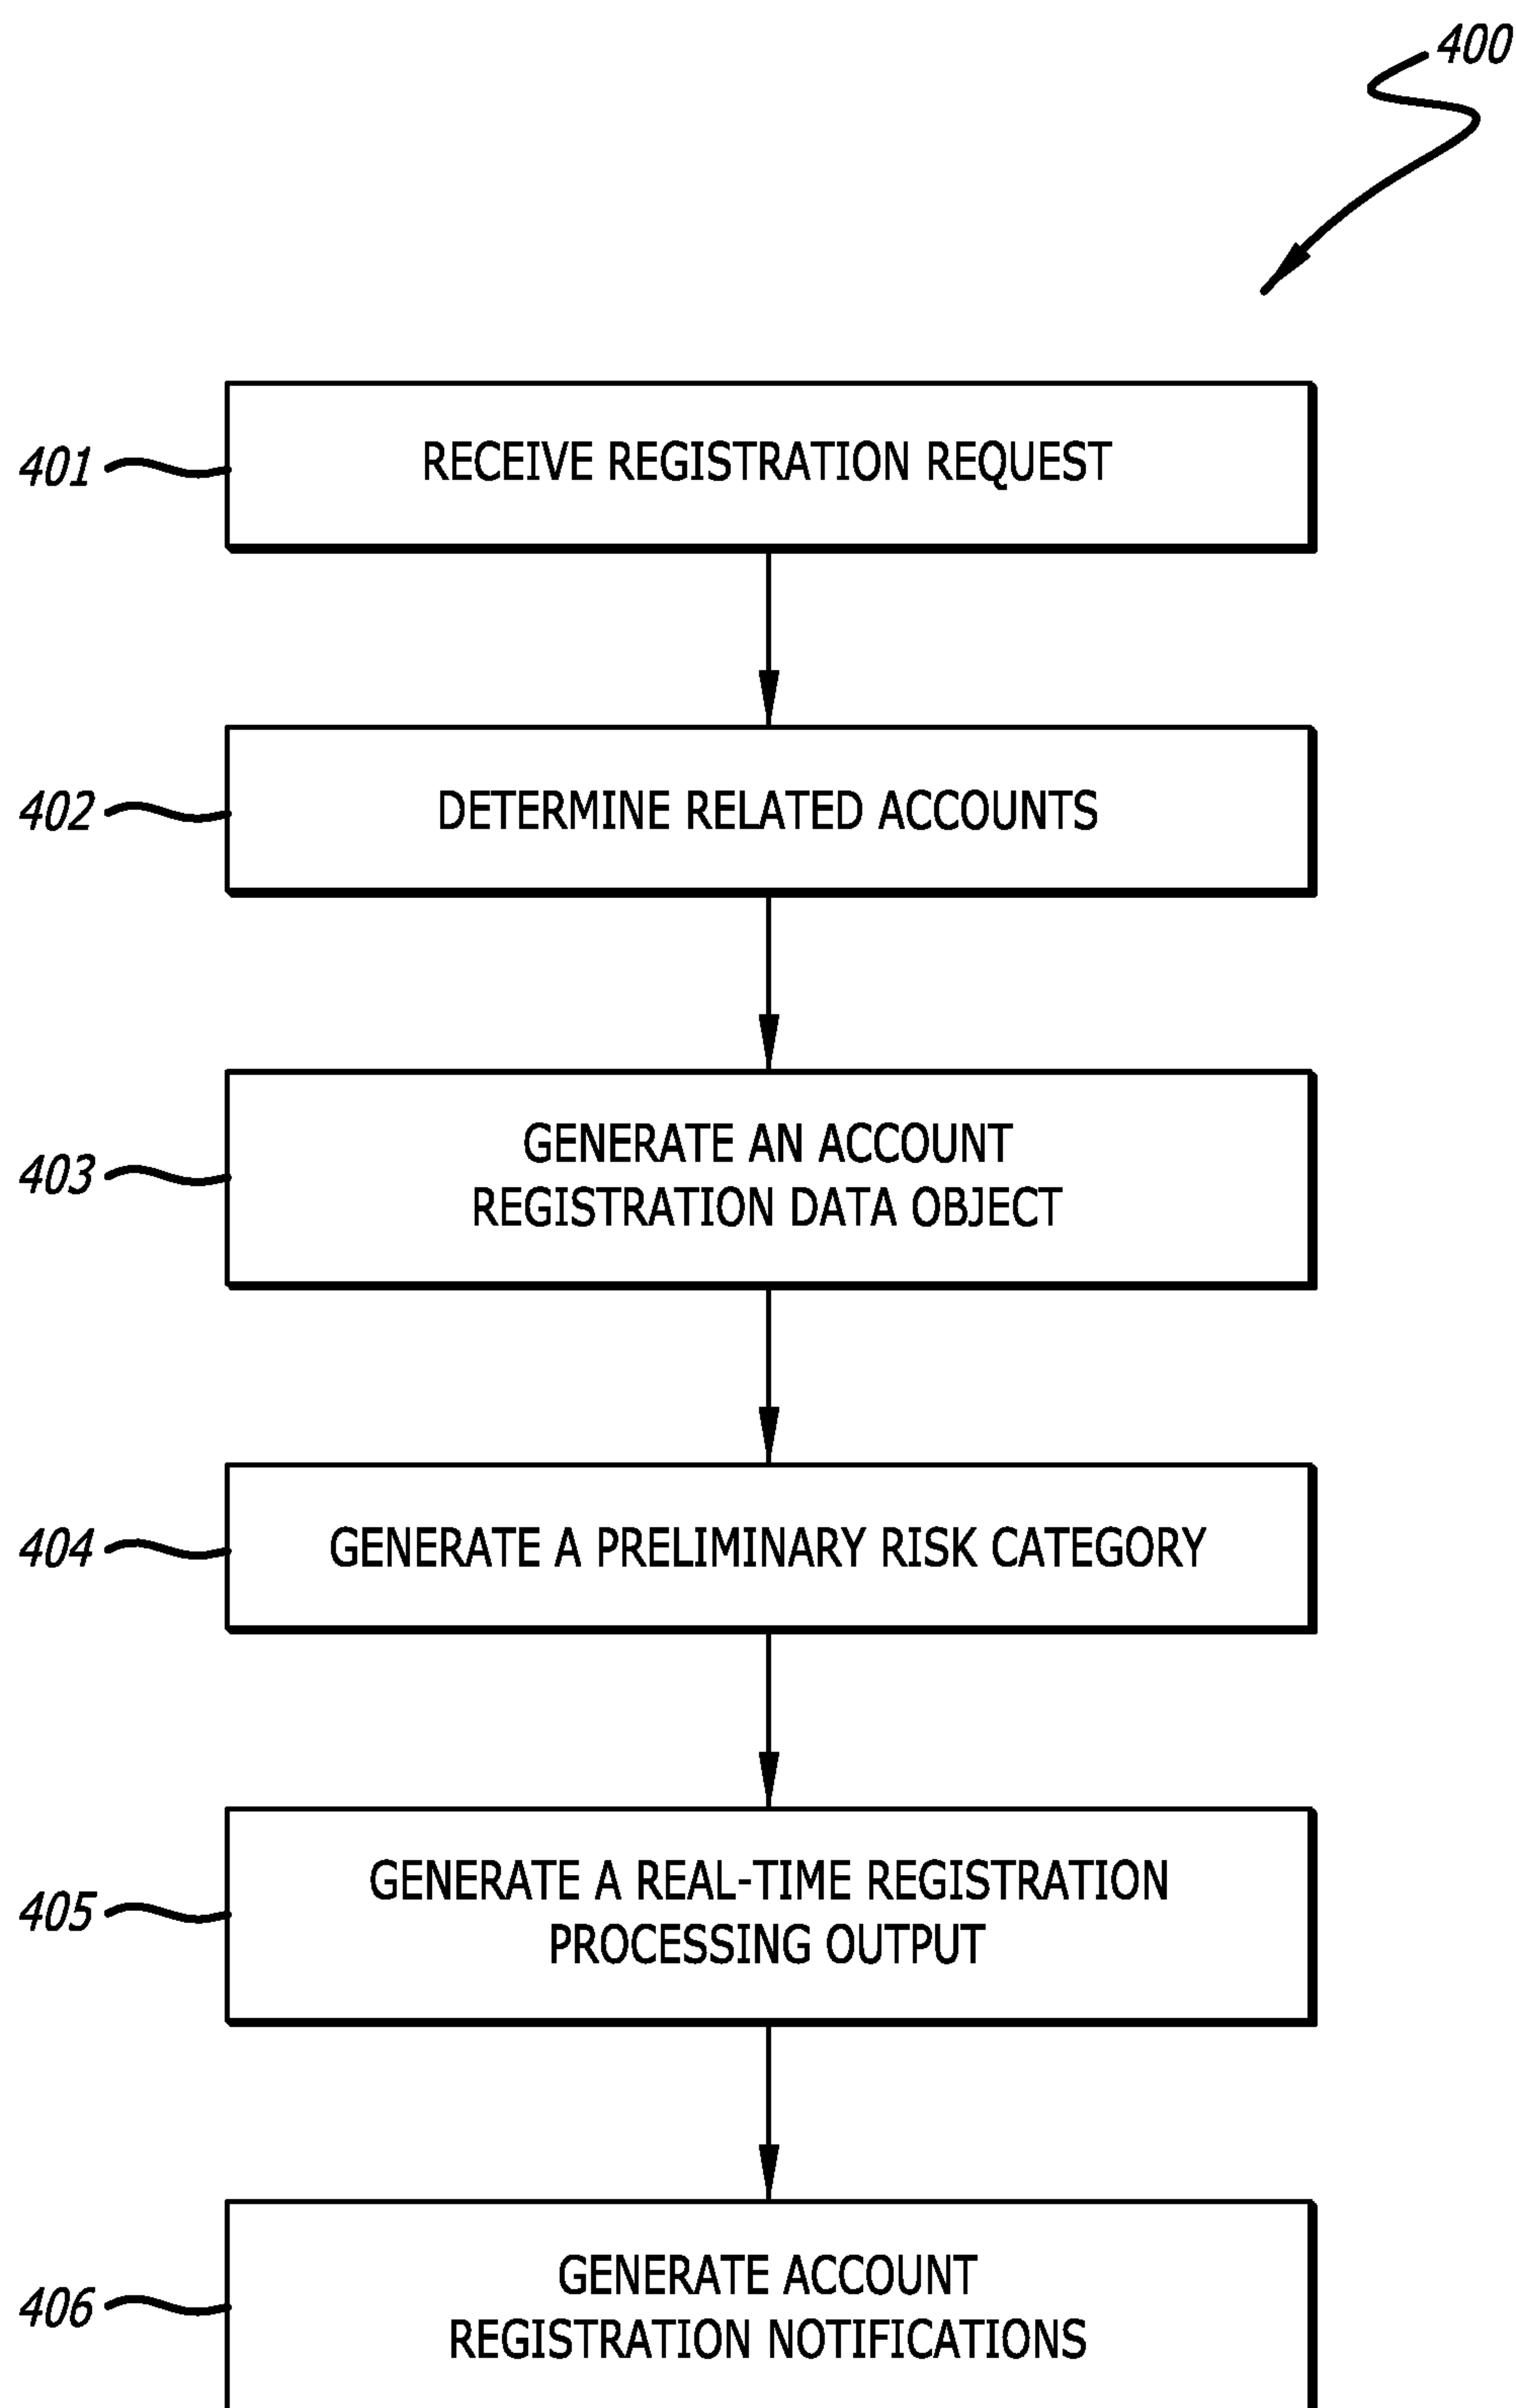 400
401
RECEIVE REGISTRATION REQUEST
402
DETERMINE RELATED ACCOUNTS
403
GENERATE AN ACCOUNT
REGISTRATION DATA OBJECT
404
GENERATE A PRELIMINARY RISK CATEGORY
405
GENERATE A REAL-TIME REGISTRATION
PROCESSING OUTPUT
406
GENERATE ACCOUNT
REGISTRATION NOTIFICATIONS